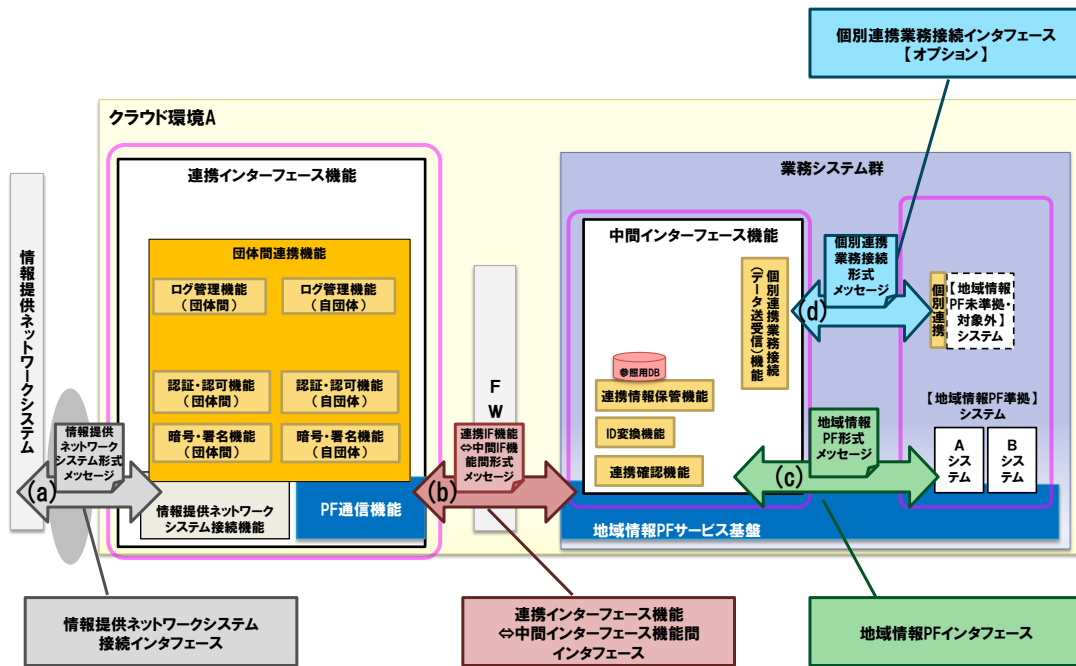 個別連携業務接続インタフェース
【オプション】
クラウド環境A
連携インターフェース機能
業務システム群
情報提供ネットワークシステム
団体間連携機能
ログ管理機能
(団体間)
ログ管理機能
(自団体)
認証・認可機能
(団体間)
認証・認可機能
(自団体)
暗号・署名機能
(団体間)
暗号・署名機能
(自団体)
情報提供ネットワーク
システム接続機能
PF通信機能
(a)
情報提供
ネットワーク
システム形式
メッセージ
FW
(b)
連携IF機能
⇔中間IF機
能間形式
メッセージ
中間インターフェース機能
個別連携業務接続
(データ送受信)機能
参照用DB
連携情報保管機能
ID変換機能
連携確認機能
個別連携
業務接続
形式
メッセージ
(d)
個別連携
【地域情報
PF未準拠・
対象外】
システム
地域情報
PF形式
メッセージ
(c)
【地域情報PF準拠】
システム
A
シス
テム
B
シス
テム
地域情報PFサービス基盤
情報提供ネットワークシステム
接続インタフェース
連携インターフェース機能
⇔中間インターフェース機能間
インタフェース
地域情報PFインタフェース